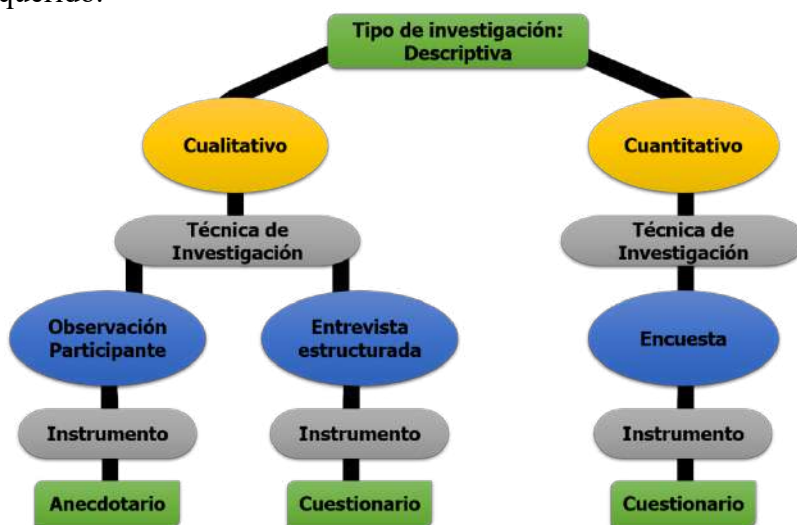 querido.
Tipo de investigación:
Descriptiva
Cualitativo
Cuantitativo
Técnica de
Investigación
Técnica de
Investigación
Observación
Participante
Entrevista
estructurada
Encuesta
Instrumento
Instrumento
Instrumento
Anecdotario
Cuestionario
Cuestionario